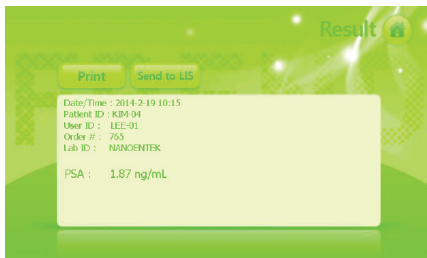 Result
Print
Send to LIS
Date/Time : 2014-2-19 10:15
Patient ID : KIM-04
User ID : LEE-01
Order # : 765
Lab ID : NANOENTEK
PSA : 1.87 ng/mL